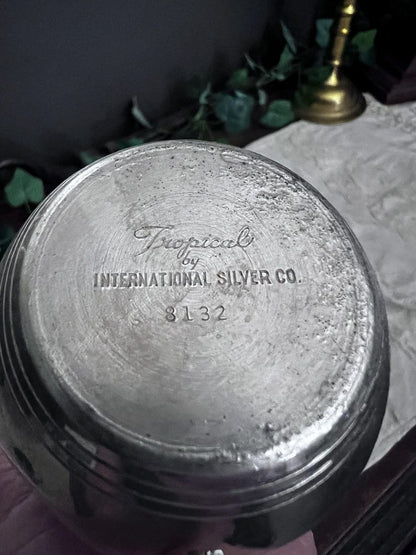 Tropical
by
INTERNATIONAL SILVER CO.
8132